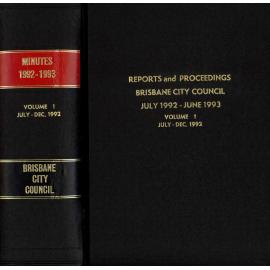 MINUTES
1992-1993
VOLUME 1
JULY - DEC, 1992
BRISBANE
CITY
COUNCIL
REPORTS and PROCEEDINGS
BRISBANE CITY COUNCIL
JULY 1992 - JUNE 1993
VOLUME 1
JULY - DEC, 1992